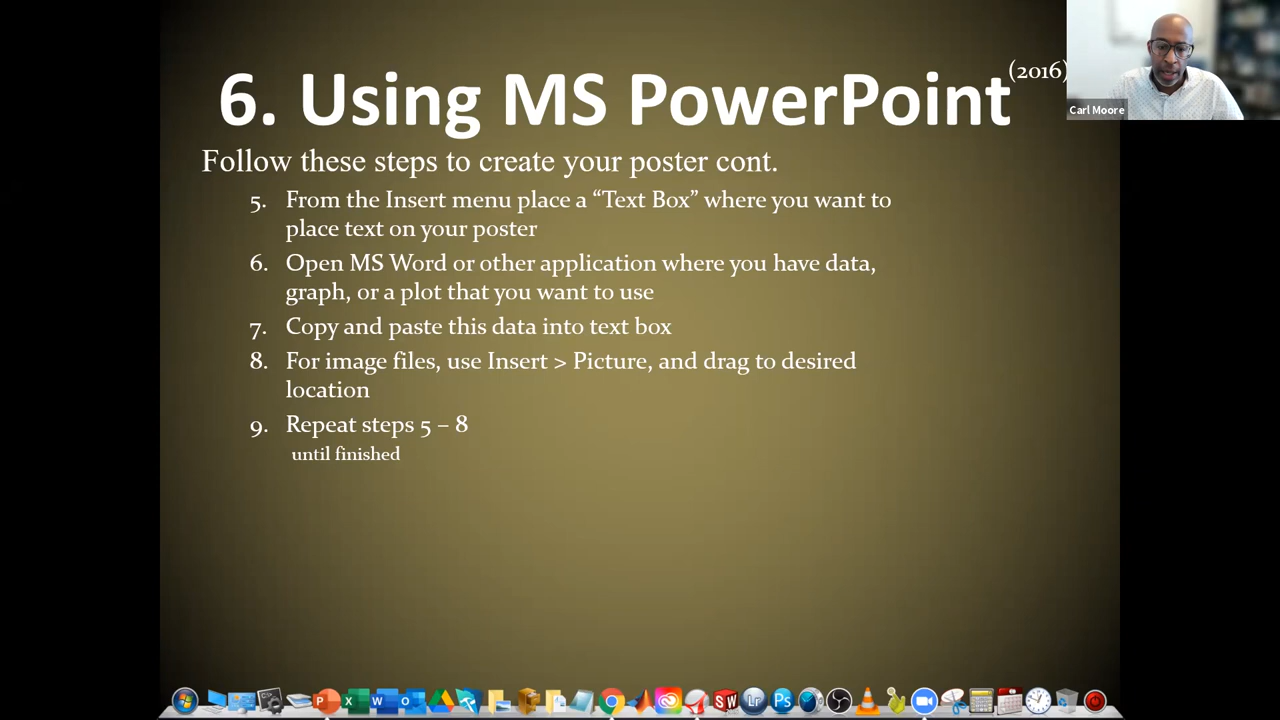 6. Using MS PowerPoint (2016)
Carl Moore
Follow these steps to create your poster cont.
5. From the Insert menu place a “Text Box” where you want to
place text on your poster
6. Open MS Word or other application where you have data,
graph, or a plot that you want to use
7. Copy and paste this data into text box
8. For image files, use Insert > Picture, and drag to desired
location
9. Repeat steps 5 – 8
until finished
P X W O SW Lr Ps